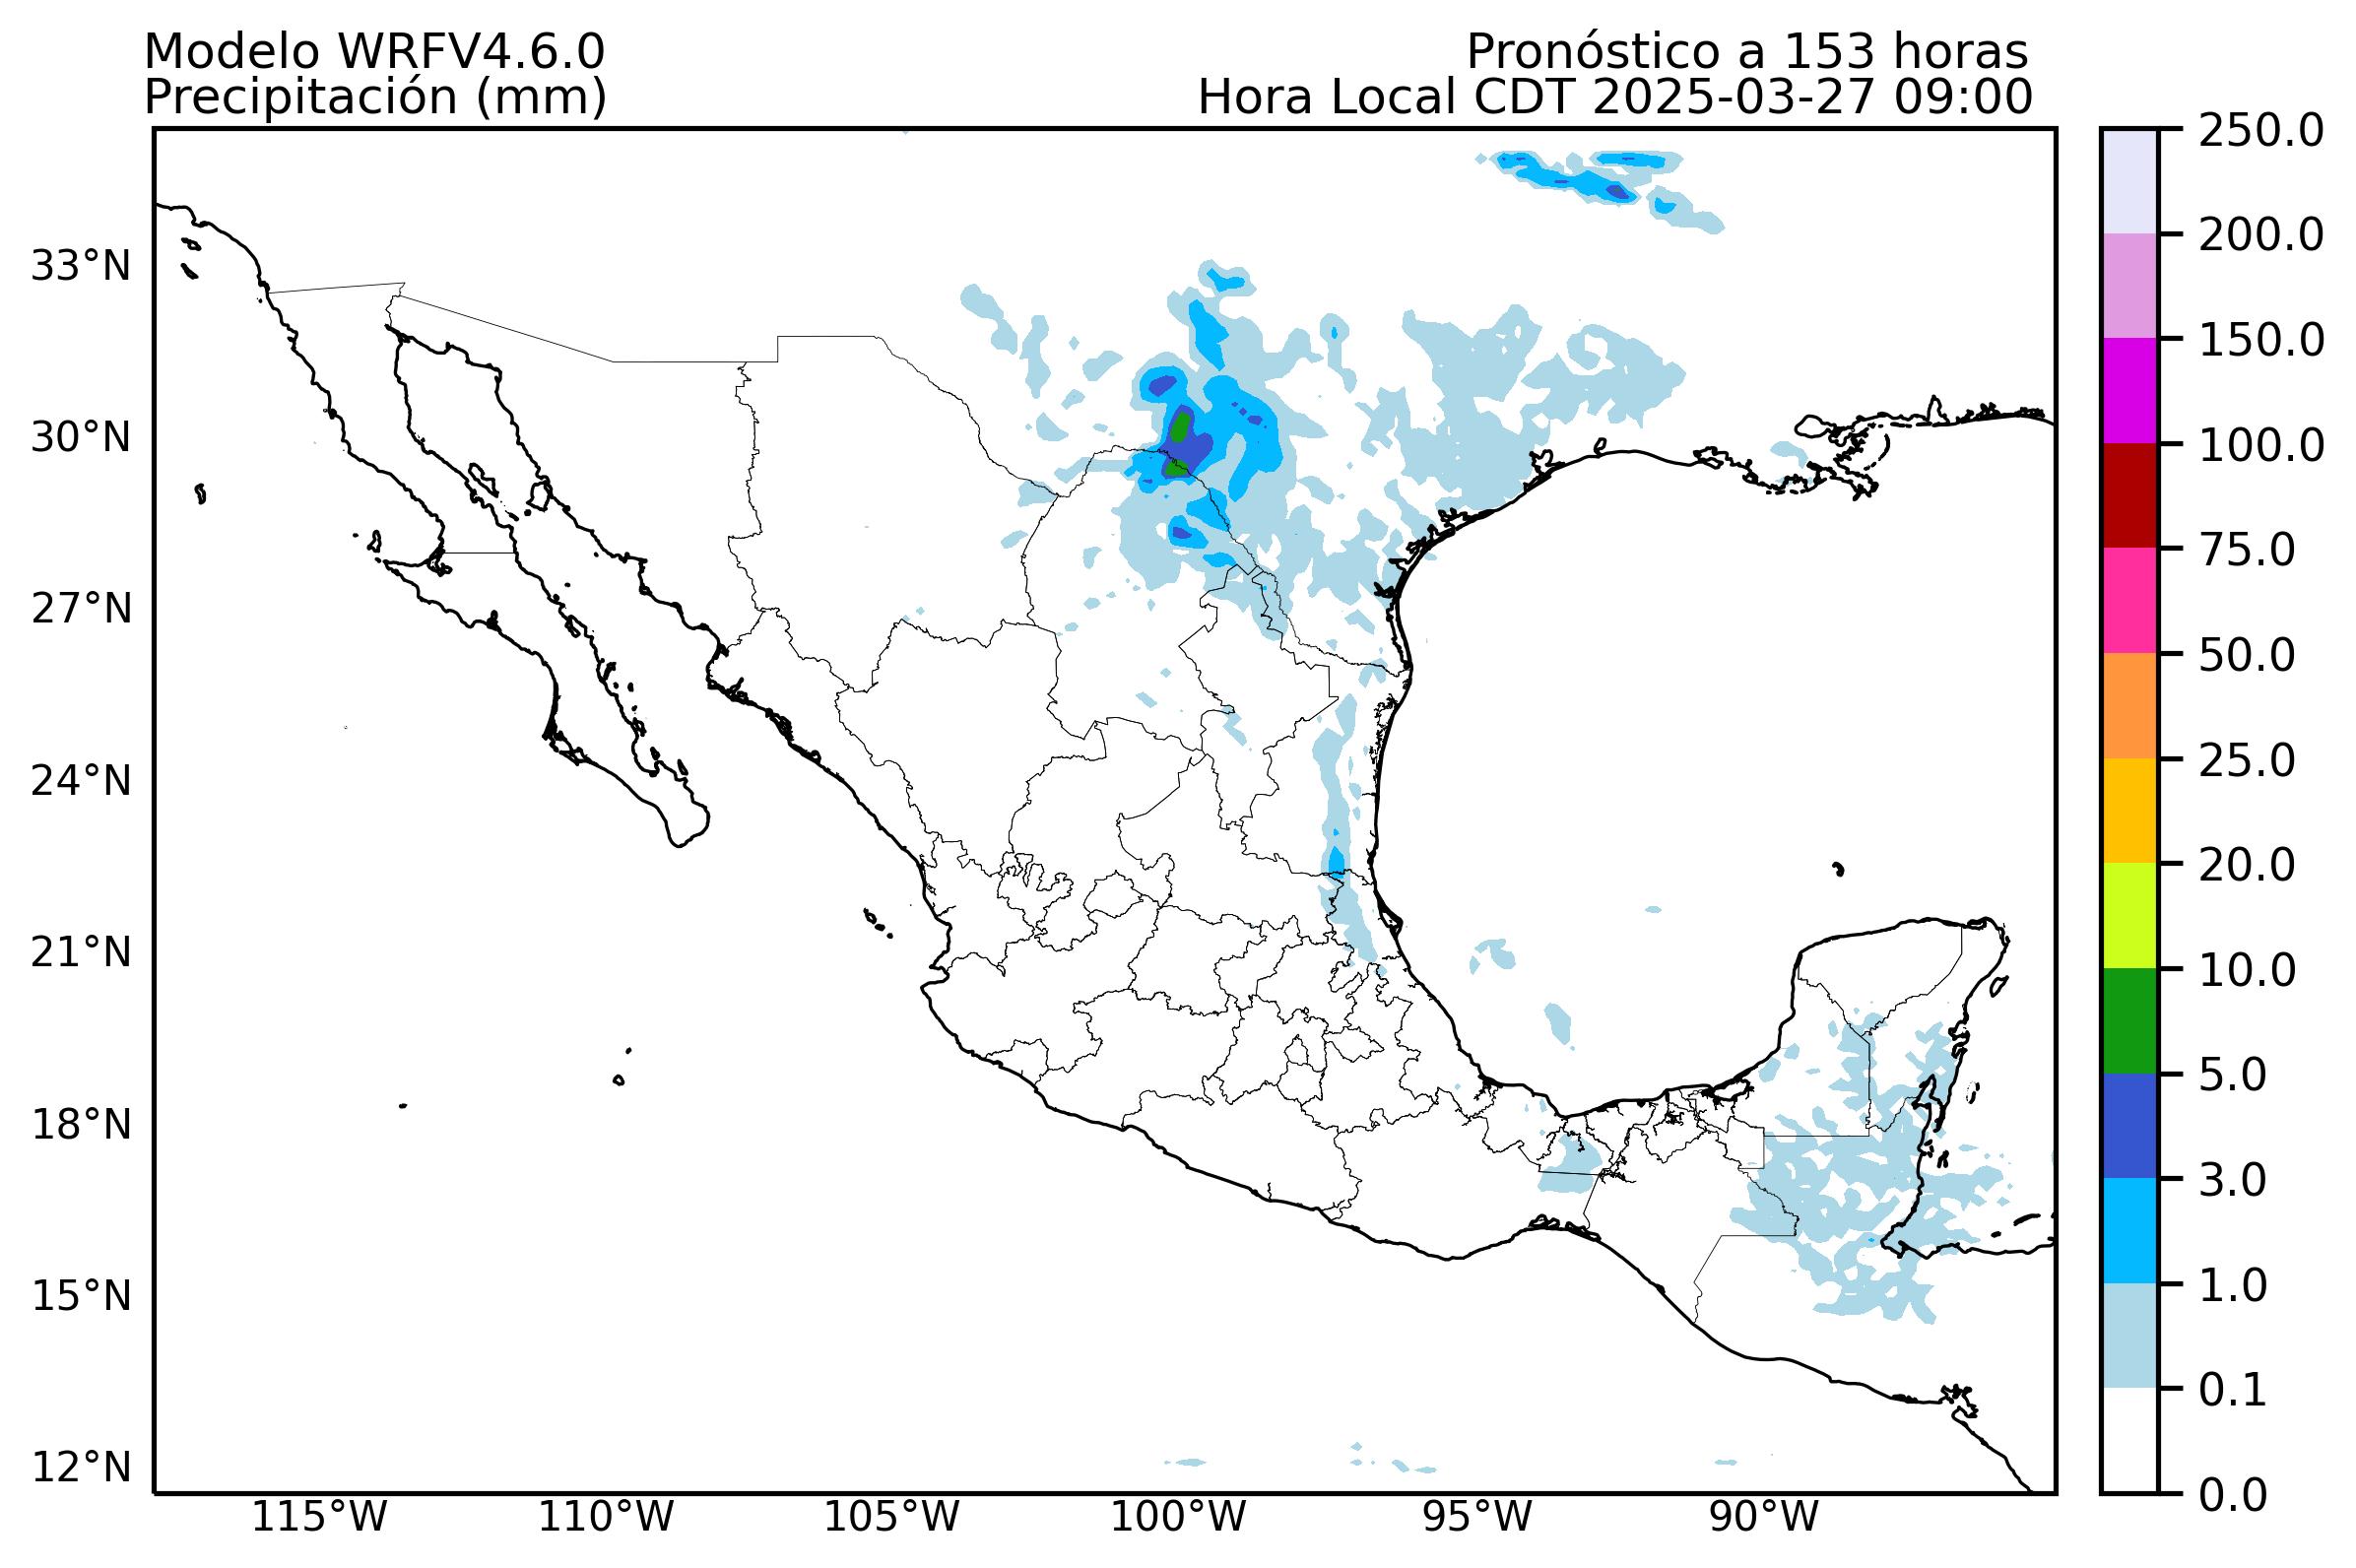 Modelo WRFV4.6.0
Pronóstico a 153 horas
Precipitación (mm)
Hora Local CDT 2025-03-27 09:00
33°N
30°N
27°N
24°N
21°N
18°N
15°N
12°N
115°W
110°W
105°W
100°W
95°W
90°W
250.0
200.0
150.0
100.0
75.0
50.0
25.0
20.0
10.0
5.0
3.0
1.0
0.1
0.0